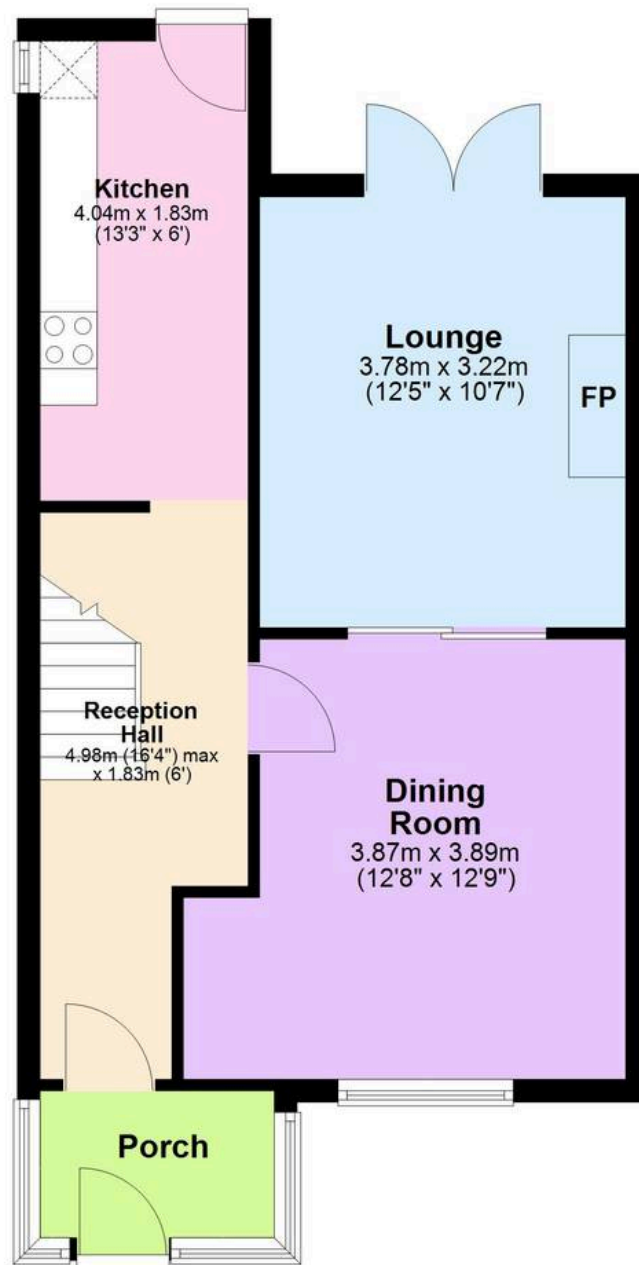 Kitchen
4.04m x 1.83m
(13'3" x 6')
Lounge
3.78m x 3.22m
(12'5" x 10'7")
FP
Reception
Hall
4.98m (16'4") max
x 1.83m (6')
Dining
Room
3.87m x 3.89m
(12'8" x 12'9")
Porch